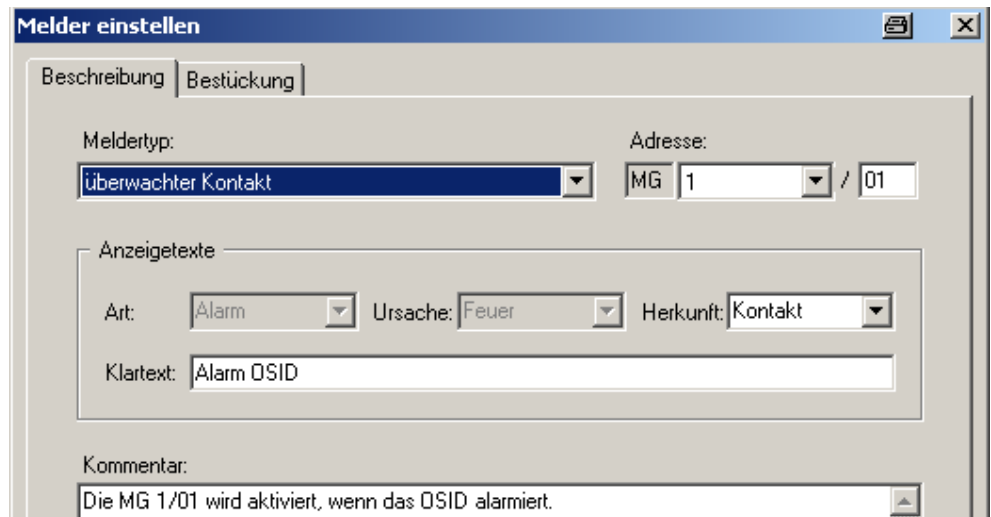 Melder einstellen
Beschreibung Bestückung
Meldertyp: Adresse:
überwachter Kontakt MG 1 / 01
Anzeigetexte
Art: Alarm Ursache: Feuer Herkunft: Kontakt
Klartext: Alarm OSID
Kommentar:
Die MG 1/01 wird aktiviert, wenn das OSID alarmiert.